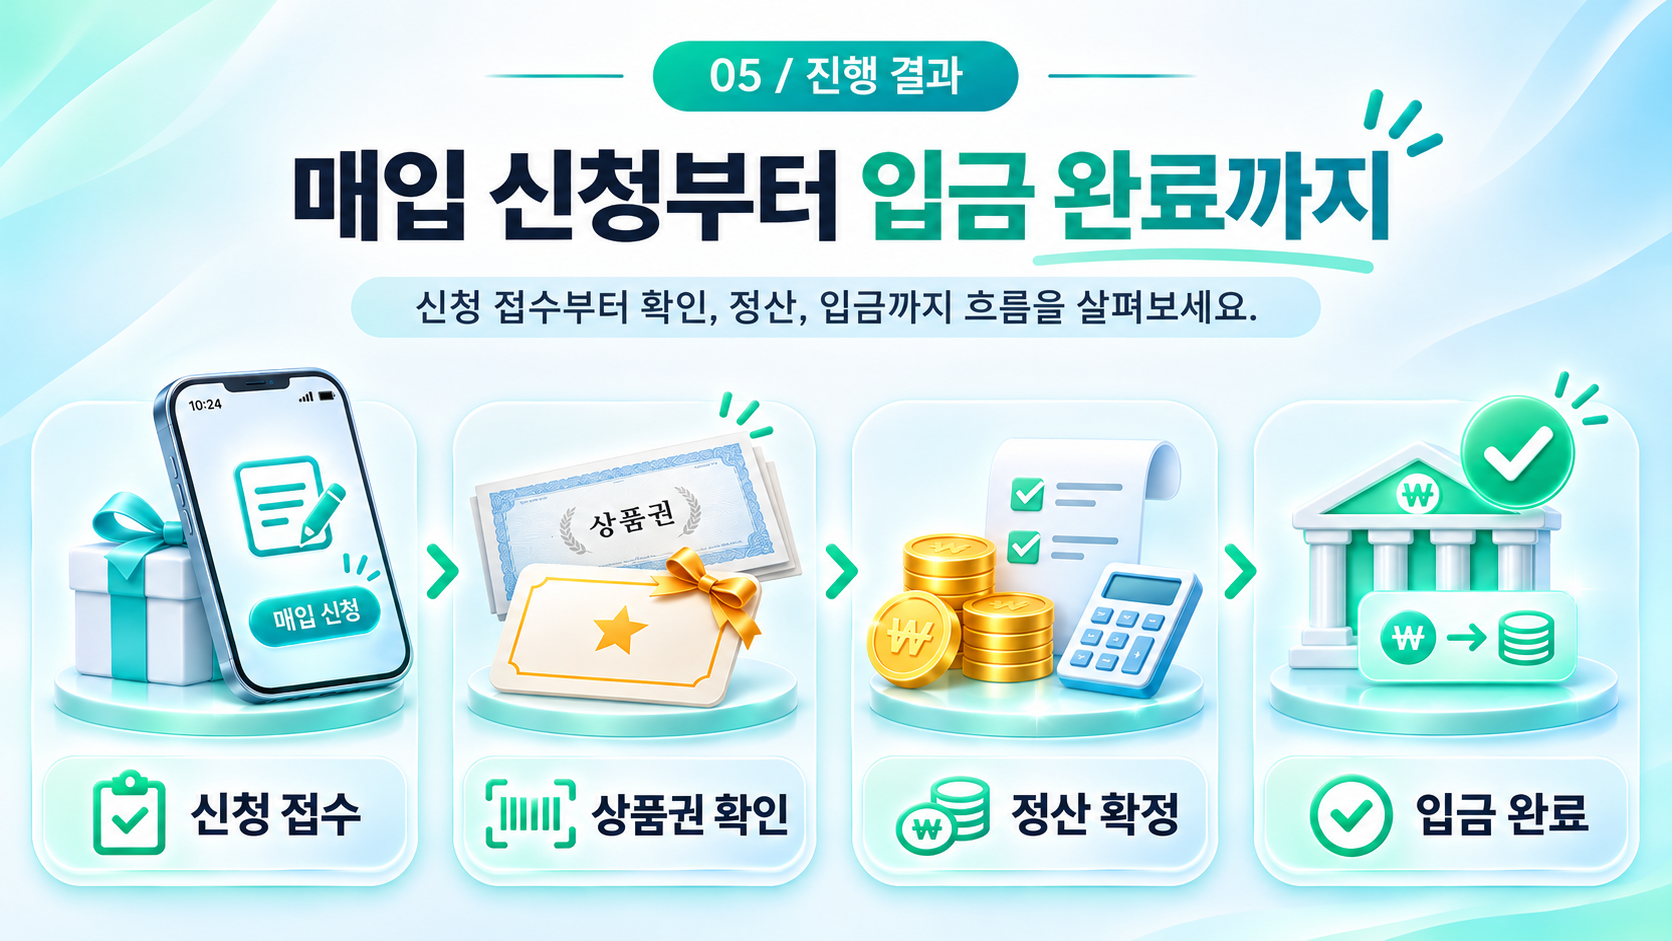 05 / 진행 결과
매입 신청부터 입금 완료까지
신청 접수부터 확인, 정산, 입금까지 흐름을 살펴보세요.
10:24
매입 신청
상품권
₩
₩
₩ → 
신청 접수
상품권 확인
₩
정산 확정
입금 완료